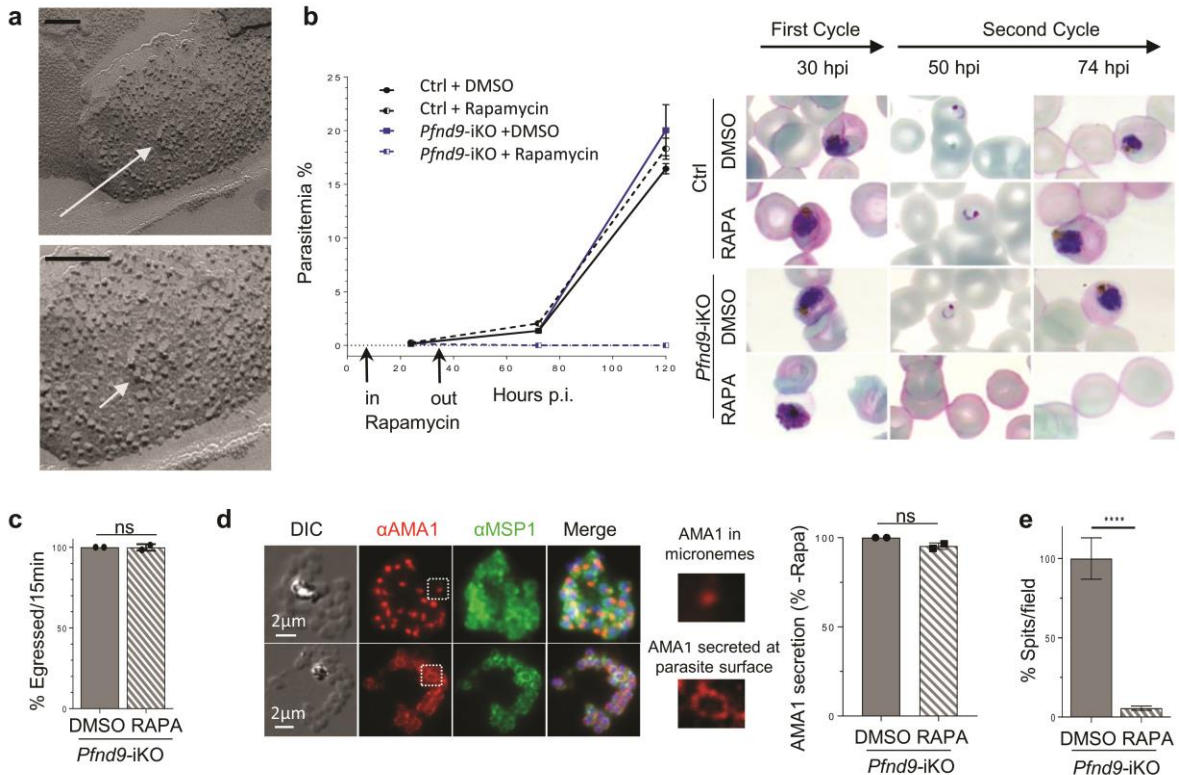 a
b
Parasitemia %
25
20
15
10
5
0
0 20 40 60 80 100 120
Ctrl + DMSO
Ctrl + Rapamycin
Pfnd9-iKO +DMSO
Pfnd9-iKO + Rapamycin
in
out
Rapamycin
Hours p.i.
First Cycle
Second Cycle
30 hpi
50 hpi
74 hpi
Ctrl
DMSO
RAPA
Pfnd9-iKO
DMSO
RAPA
c
% Egressed/15min
ns
100
50
0
DMSO RAPA
Pfnd9-iKO
d
DIC
αAMA1
αMSP1
Merge
2μm
2μm
AMA1 in
micronemes
AMA1 secreted at
parasite surface
AMA1 secretion (% -Rapa)
ns
100
50
0
DMSO RAPA
Pfnd9-iKO
e
% Spits/field
****
100
50
0
DMSO RAPA
Pfnd9-iKO